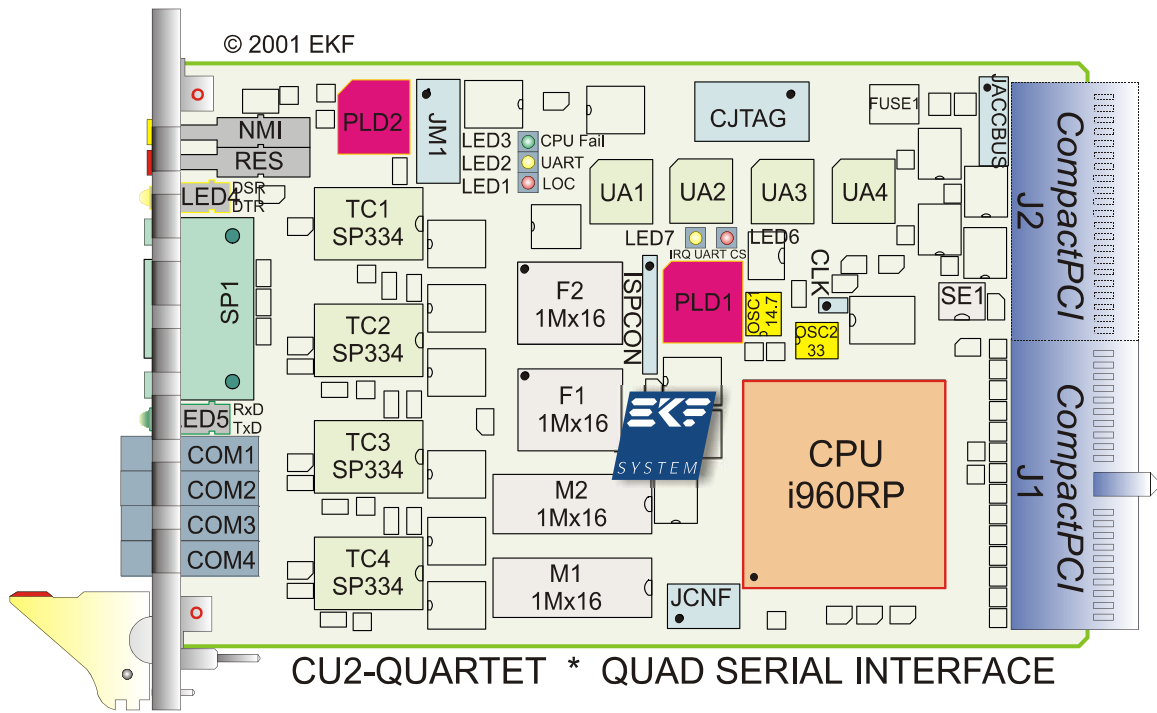 © 2001 EKF
NMI
RES
LED4
DSR
DTR
PLD2
JM1
LED3 CPU Fail
LED2 UART
LED1 LOC
CJTAG
FUSE1
JACCBUS
CompactPCI
J2
UA1
UA2
UA3
UA4
TC1
SP334
LED7
LED6
IRQ UART CS
SP1
F2
1Mx16
ISPCON
PLD1
OSC1
14.7
CLK
OSC2
33
SE1
TC2
SP334
F1
1Mx16
EKF
SYSTEM
CPU
i960RP
CompactPCI
J1
LED5
RxD
TxD
COM1
COM2
COM3
COM4
TC3
SP334
M2
1Mx16
TC4
SP334
M1
1Mx16
JCNF
CU2-QUARTET * QUAD SERIAL INTERFACE